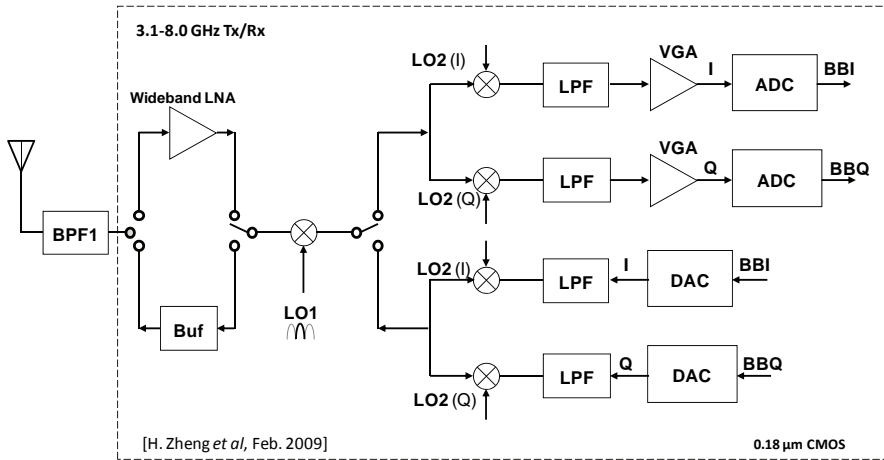 3.1-8.0 GHz Tx/Rx
Wideband LNA
BPF1
Buf
LO1
LO2 (I)
LPF
VGA
I
ADC
BBI
LO2 (Q)
LPF
VGA
Q
ADC
BBQ
LO2 (I)
LPF
I
DAC
BBI
LO2 (Q)
LPF
Q
DAC
BBQ
[H. Zheng et al, Feb. 2009]
0.18 μm CMOS